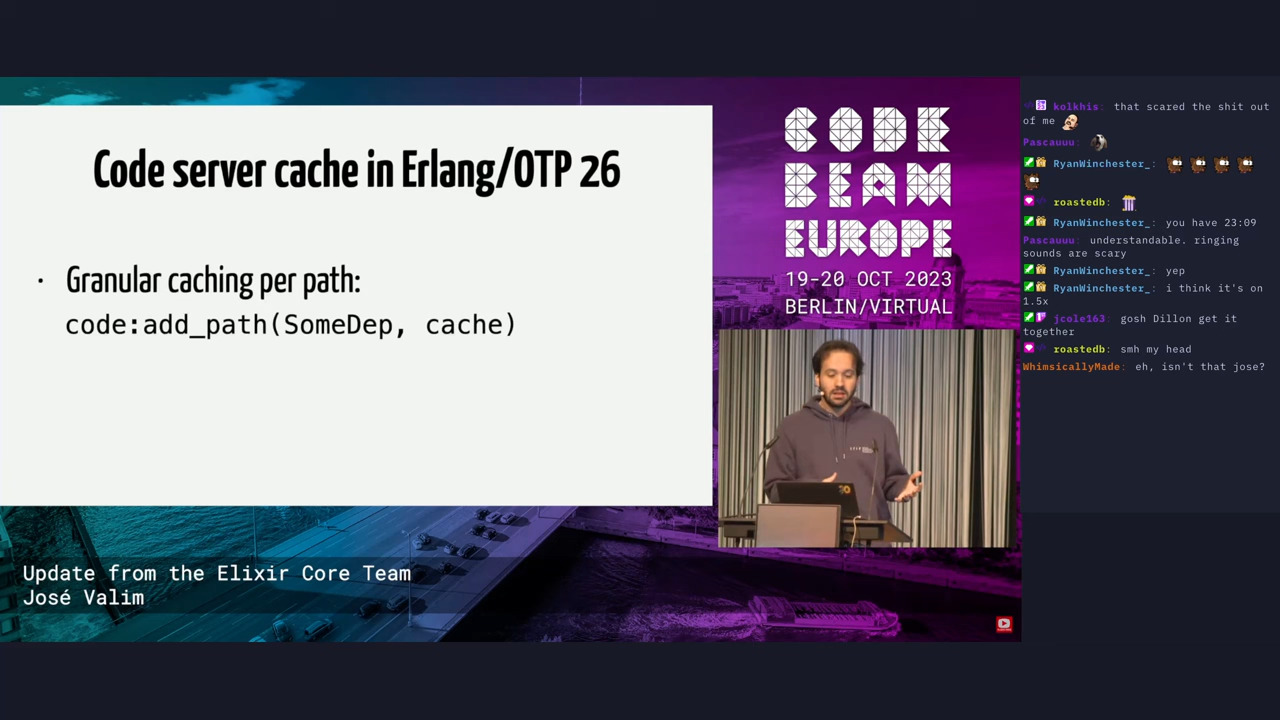 Code server cache in Erlang/OTP 26
· Granular caching per path:
code:add_path(SomeDep, cache)
CODE
BEAM
EUROPE
19-20 OCT 2023
BERLIN/VIRTUAL
Update from the Elixir Core Team
José Valim
kolkhis: that scared the shit out
of me
Pascauuu:
RyanWinchester_:
roastedb:
RyanWinchester_: you have 23:09
Pascauuu: understandable. ringing
sounds are scary
RyanWinchester_: yep
RyanWinchester_: i think it's on
1.5x
jcole163: gosh Dillon get it
together
roastedb: smh my head
WhimsicallyMade: eh, isn't that jose?